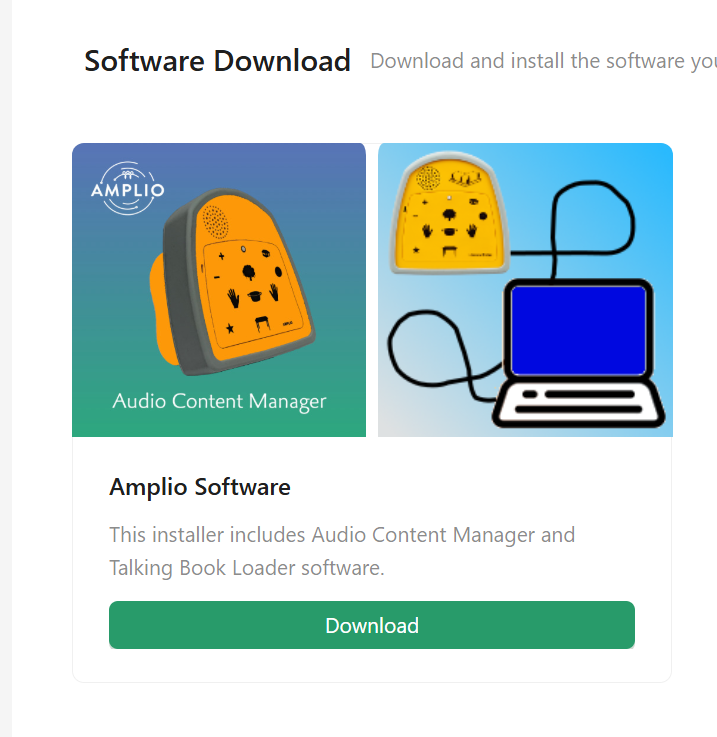 Software Download
Download and install the software
AMPLIO
Audio Content Manager
Amplio Software
This installer includes Audio Content Manager and
Talking Book Loader software.
Download